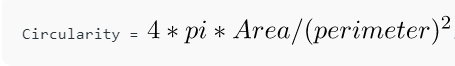 Circularity = 4 * pi * Area/(perimeter)²